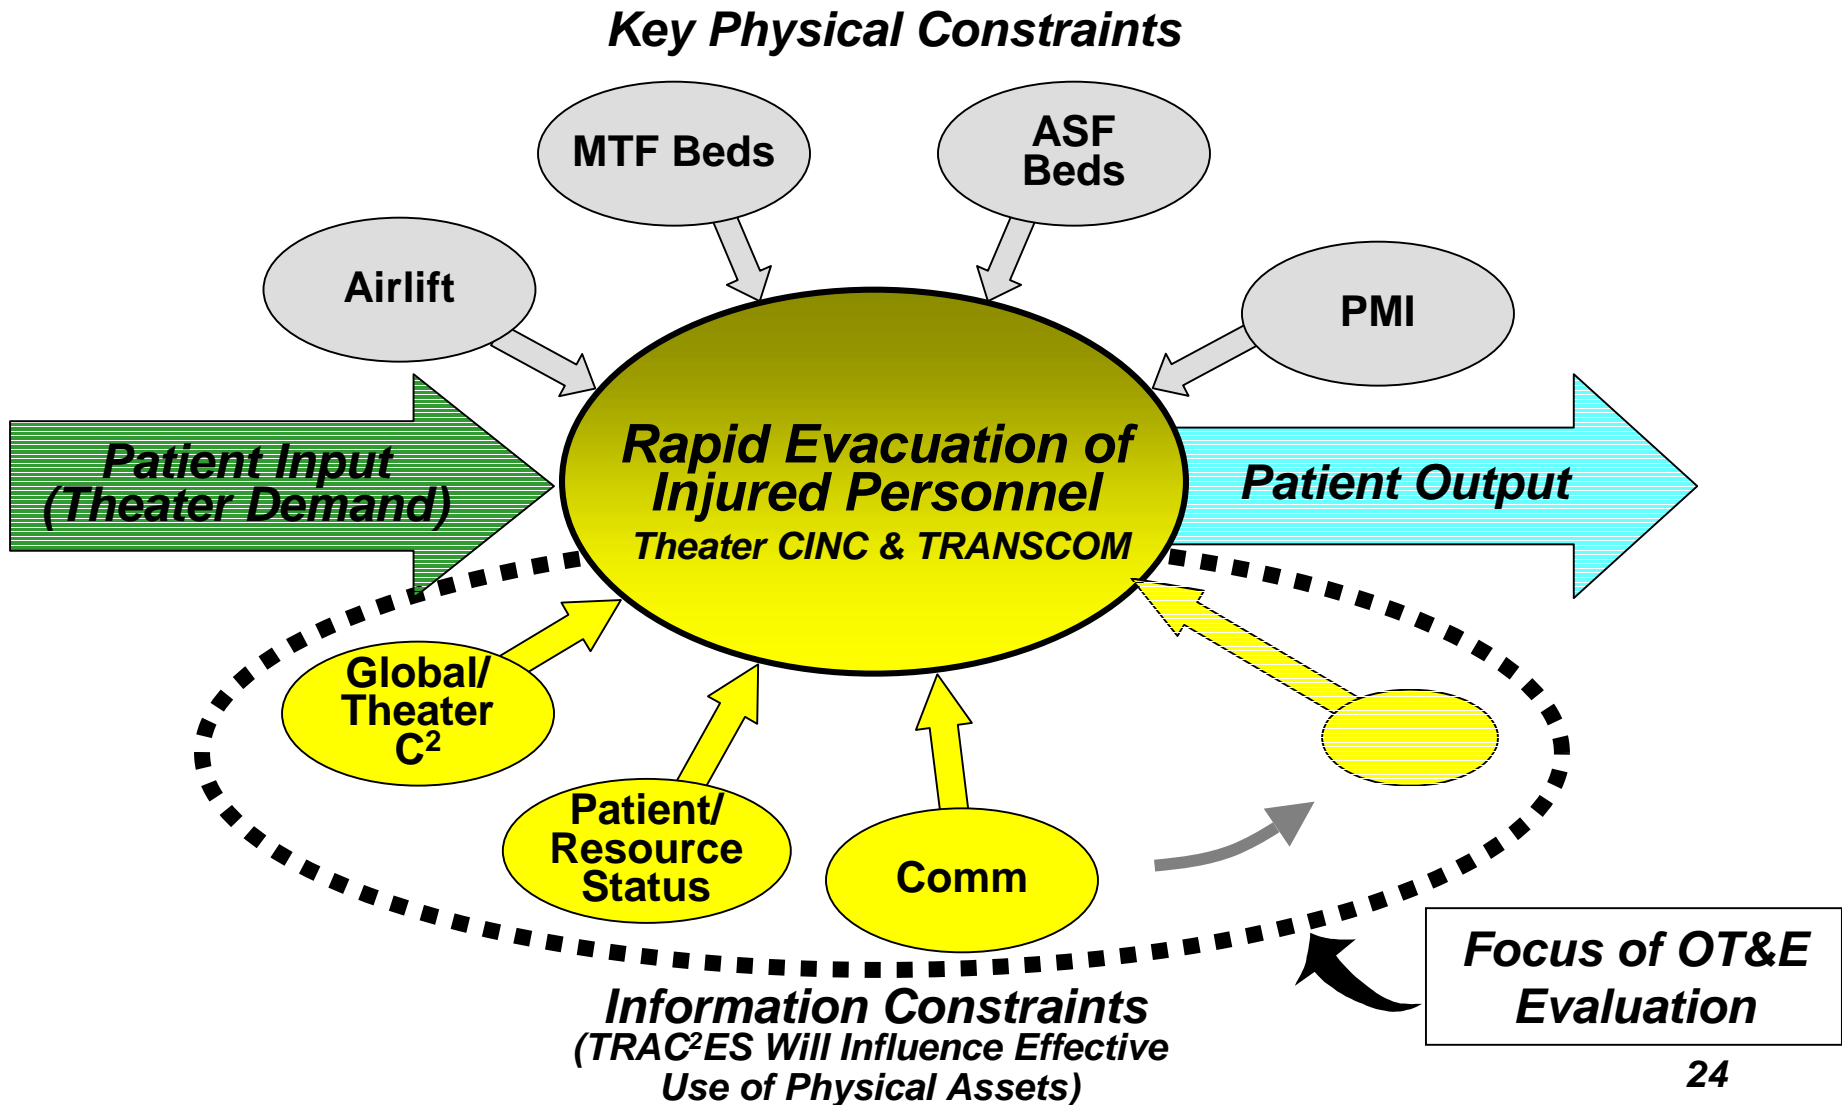 Key Physical Constraints
MTF Beds
ASF
Beds
Airlift
PMI
Patient Input
(Theater Demand)
Rapid Evacuation of
Injured Personnel
Theater CINC & TRANSCOM
Patient Output
Global/
Theater
C²
Patient/
Resource
Status
Comm
Focus of OT&E
Evaluation
Information Constraints
(TRAC²ES Will Influence Effective
Use of Physical Assets)
24